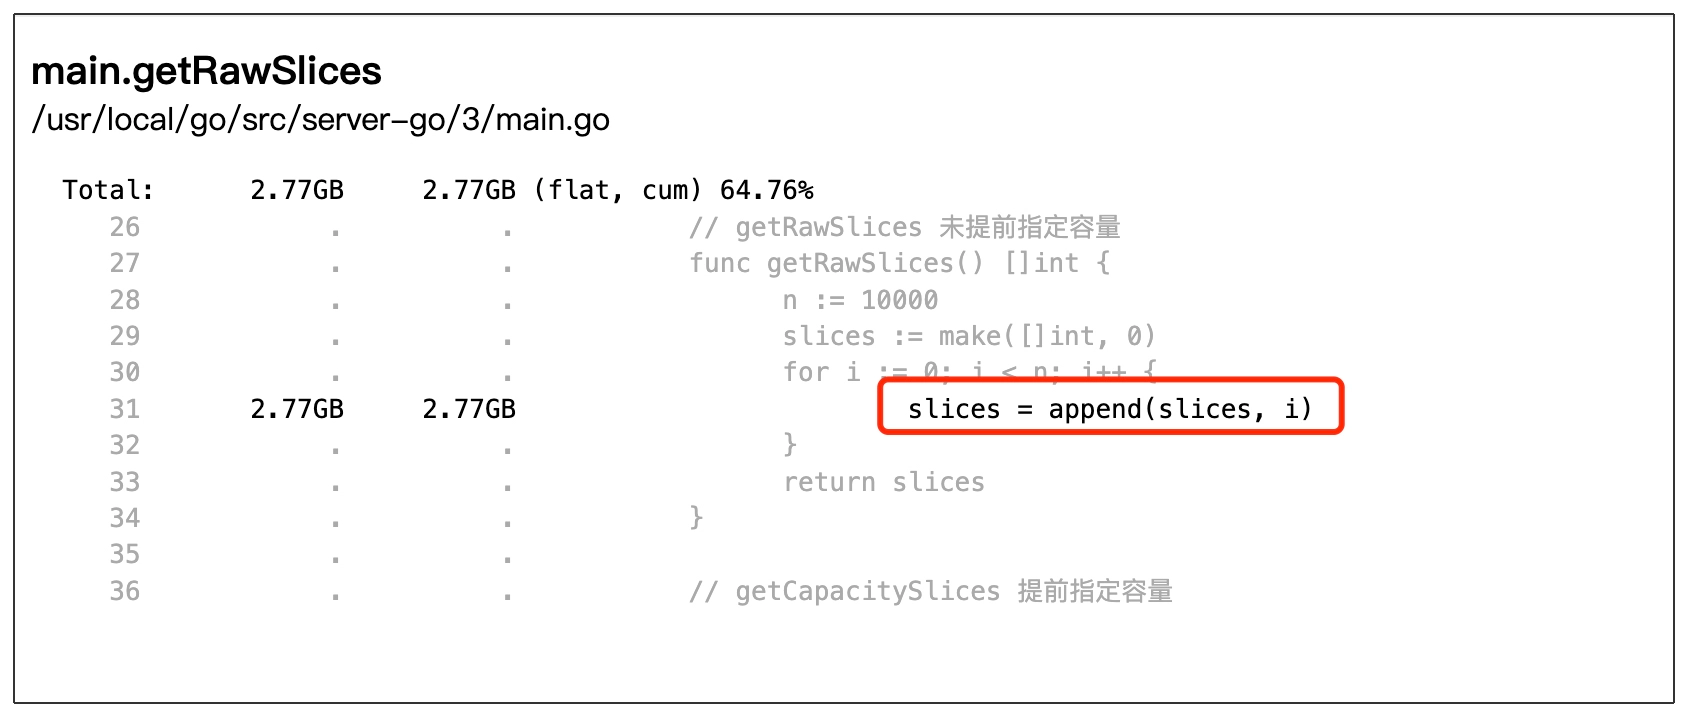 main.getRawSlices
/usr/local/go/src/server-go/3/main.go
Total: 2.77GB 2.77GB (flat, cum) 64.76%
26 . . // getRawSlices 未提前指定容量
27 . . func getRawSlices() []int {
28 . . n := 10000
29 . . slices := make([]int, 0)
30 . . for i := 0; i < n; i++ {
31 2.77GB 2.77GB slices = append(slices, i)
32 . . }
33 . . return slices
34 . . }
35 . .
36 . . // getCapacitySlices 提前指定容量